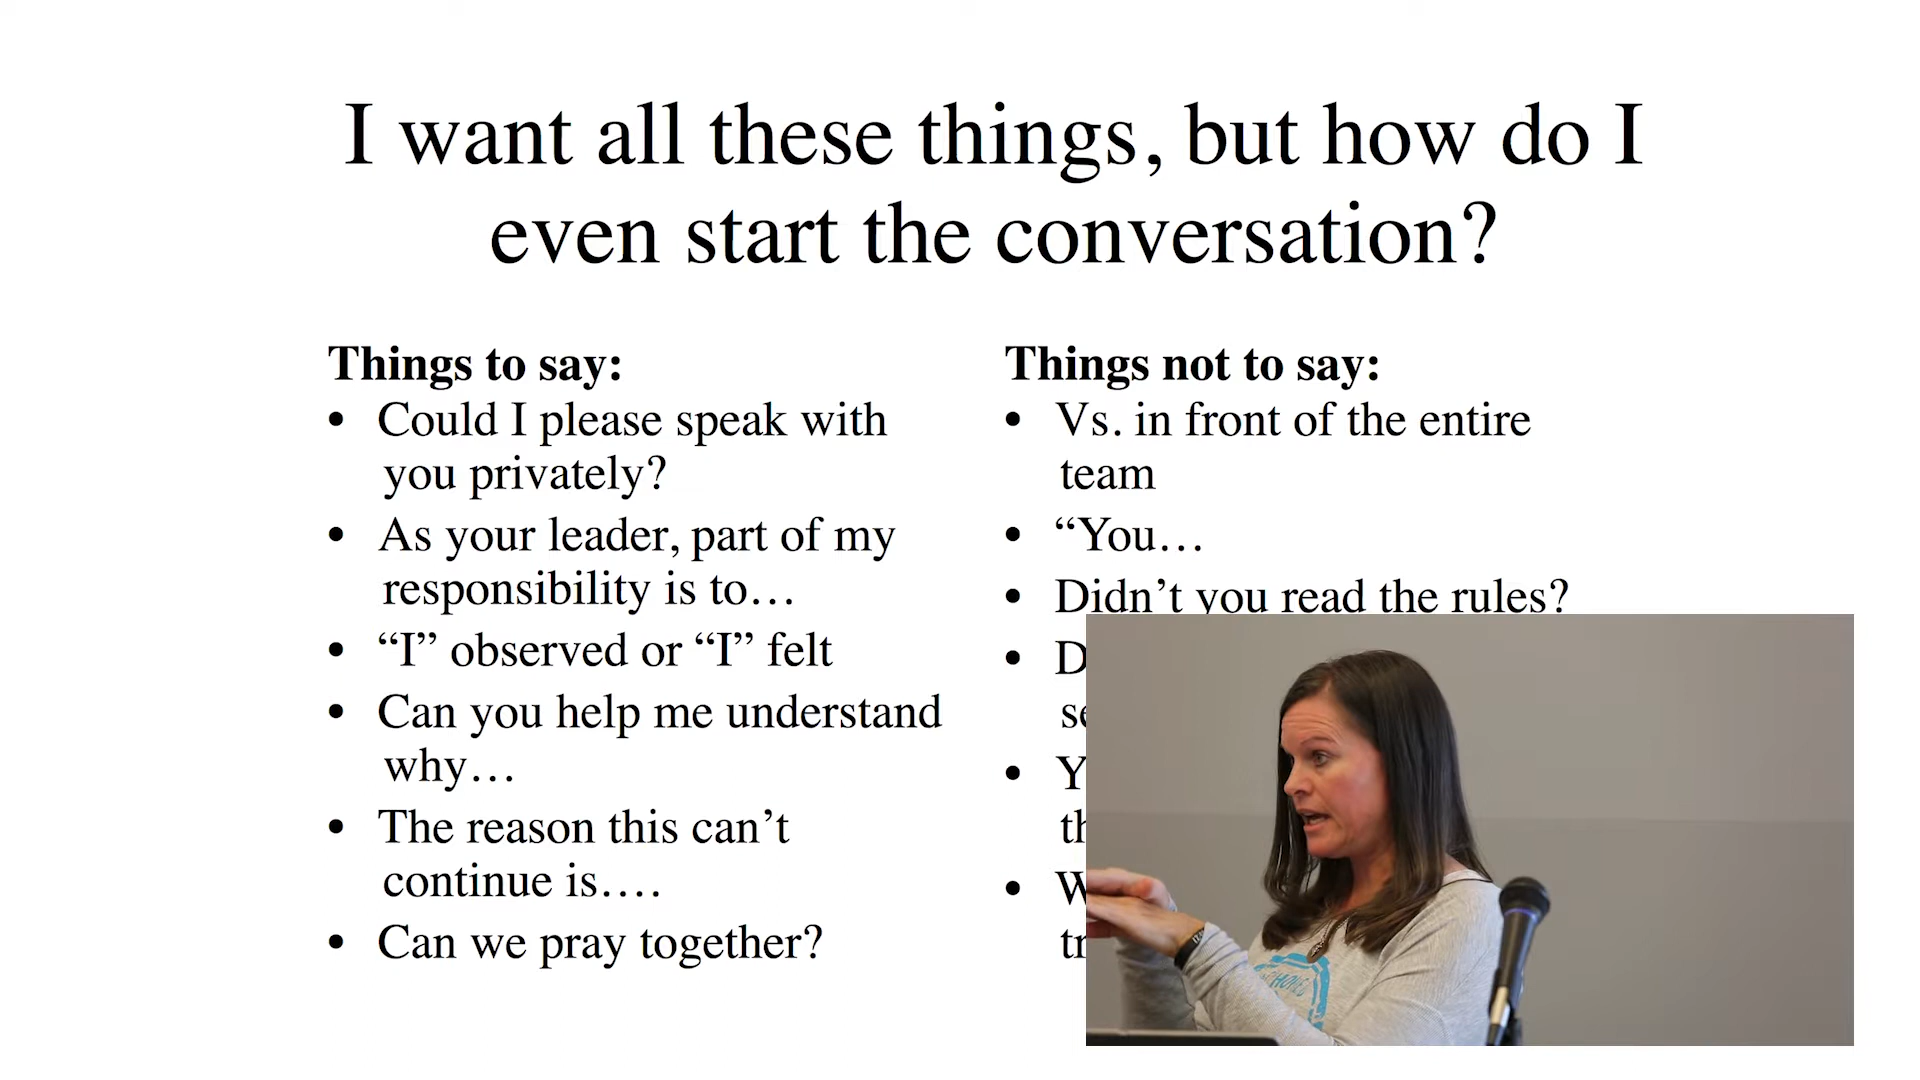 I want all these things, but how do I
even start the conversation?
Things to say:
• Could I please speak with
you privately?
• As your leader, part of my
responsibility is to…
• “I” observed or “I” felt
• Can you help me understand
why…
• The reason this can’t
continue is….
• Can we pray together?
Things not to say:
• Vs. in front of the entire
team
• “You…
• Didn’t you read the rules?